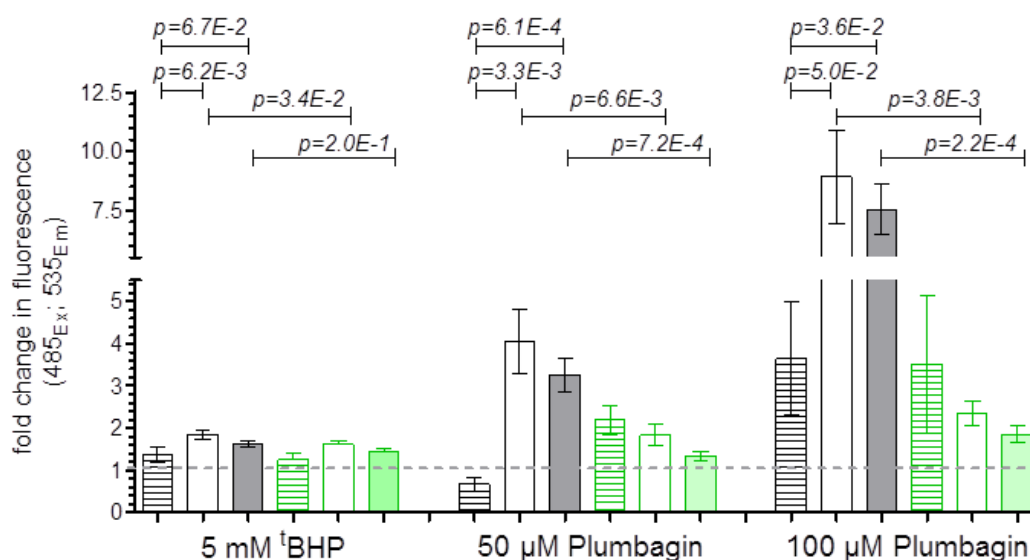 p=6.7E-2 p=6.1E-4 p=3.6E-2
p=6.2E-3 p=3.3E-3 p=5.0E-2
p=3.4E-2 p=6.6E-3 p=3.8E-3
p=2.0E-1 p=7.2E-4 p=2.2E-4
fold change in fluorescence
(485Ex; 535Em)
12.5
10.0
7.5
5
4
3
2
1
0
5 mM tBHP 50 µM Plumbagin 100 µM Plumbagin